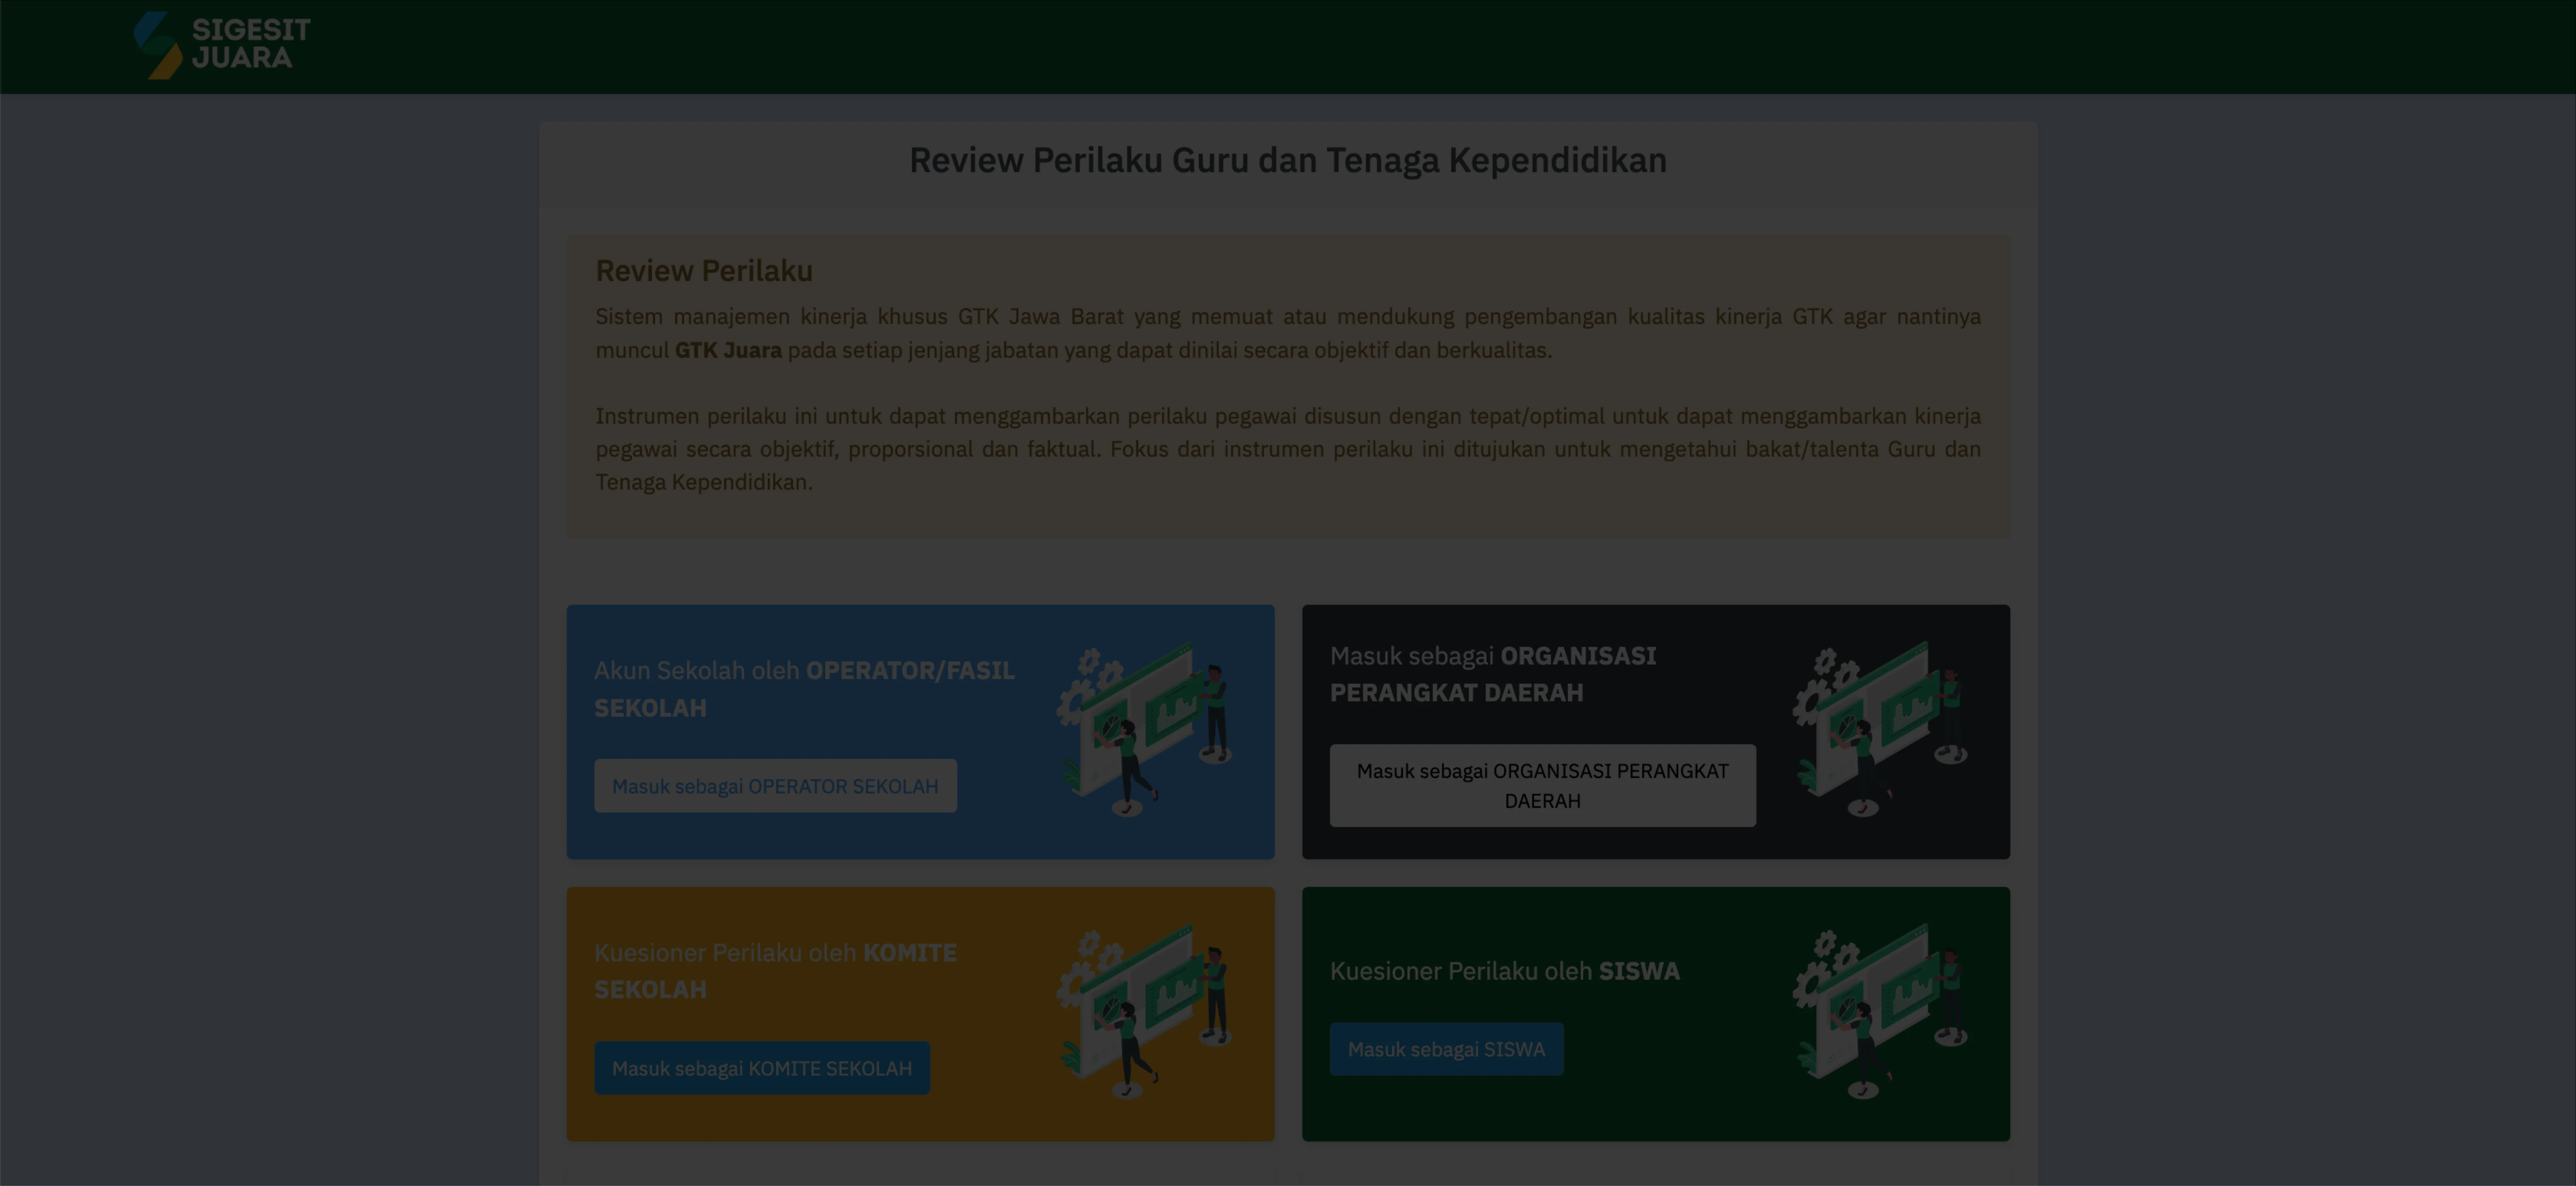 SIGESIT
JUARA
Review Perilaku Guru dan Tenaga Kependidikan
Review Perilaku
Sistem manajemen kinerja khusus GTK Jawa Barat yang memuat atau mendukung pengembangan kualitas kinerja GTK agar nantinya
muncul GTK Juara pada setiap jenjang jabatan yang dapat dinilai secara objektif dan berkualitas.
Instrumen perilaku ini untuk dapat menggambarkan perilaku pegawai disusun dengan tepat/optimal untuk dapat menggambarkan kinerja
pegawai secara objektif, proporsional dan faktual. Fokus dari instrumen perilaku ini ditujukan untuk mengetahui bakat/talenta Guru dan
Tenaga Kependidikan.
Akun Sekolah oleh OPERATOR/FASIL
SEKOLAH
Masuk sebagai OPERATOR SEKOLAH
Masuk sebagai ORGANISASI
PERANGKAT DAERAH
Masuk sebagai ORGANISASI PERANGKAT
DAERAH
Kuesioner Perilaku oleh KOMITE
SEKOLAH
Masuk sebagai KOMITE SEKOLAH
Kuesioner Perilaku oleh SISWA
Masuk sebagai SISWA